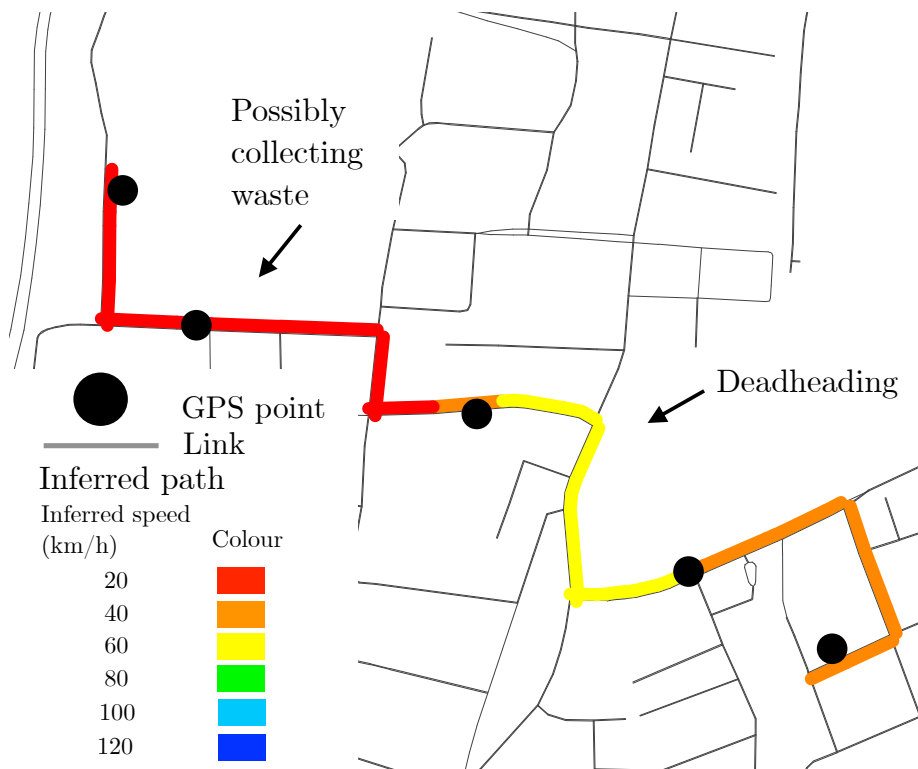 Possibly
collecting
waste
Deadheading
GPS point
Link
Inferred path
Inferred speed
(km/h)
Colour
20
40
60
80
100
120